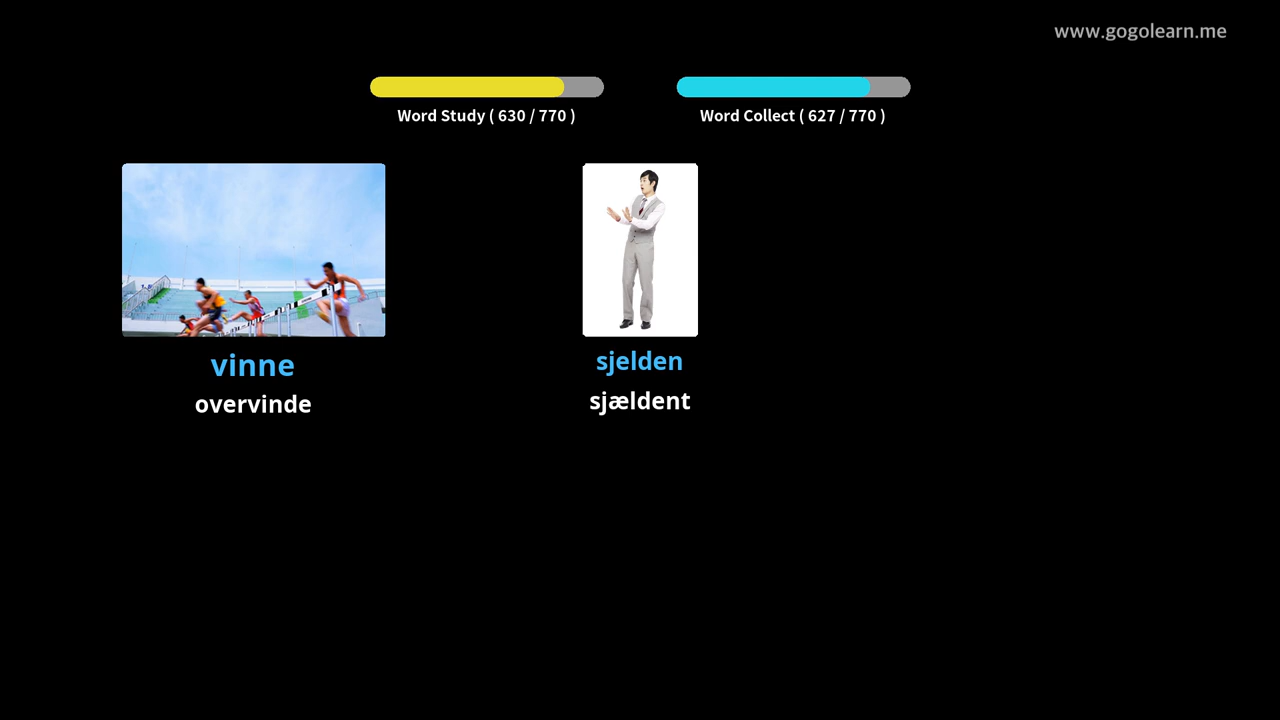 www.gogolearn.me
Word Study ( 630 / 770 )
Word Collect ( 627 / 770 )
vinne
overvinde
sjelden
sjældent